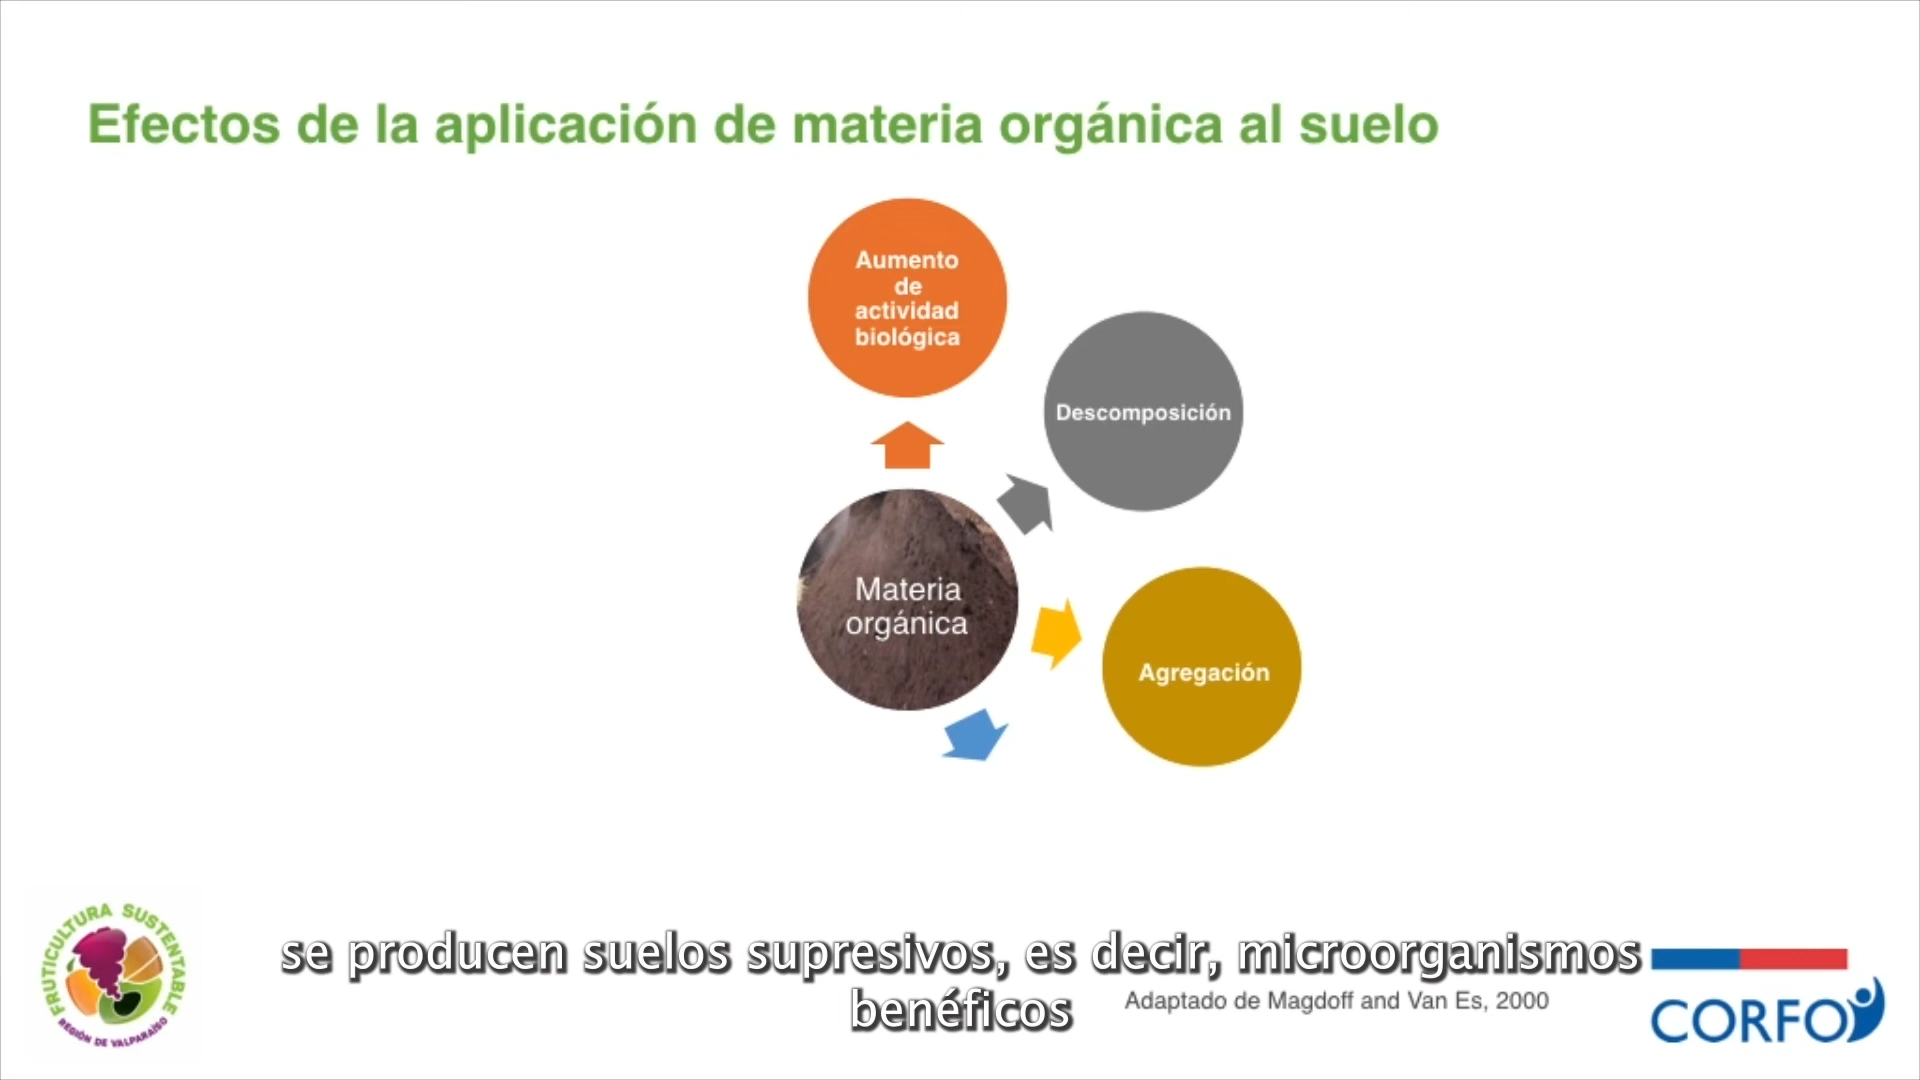 Efectos de la aplicación de materia orgánica al suelo
Aumento
de
actividad
biológica
Descomposición
Materia
orgánica
Agregación
FRUTICULTURA SUSTENTABLE
REGIÓN DE VALPARAÍSO
se producen suelos supresivos, es decir, microorganismos
benéficos
Adaptado de Magdoff and Van Es, 2000
CORFO